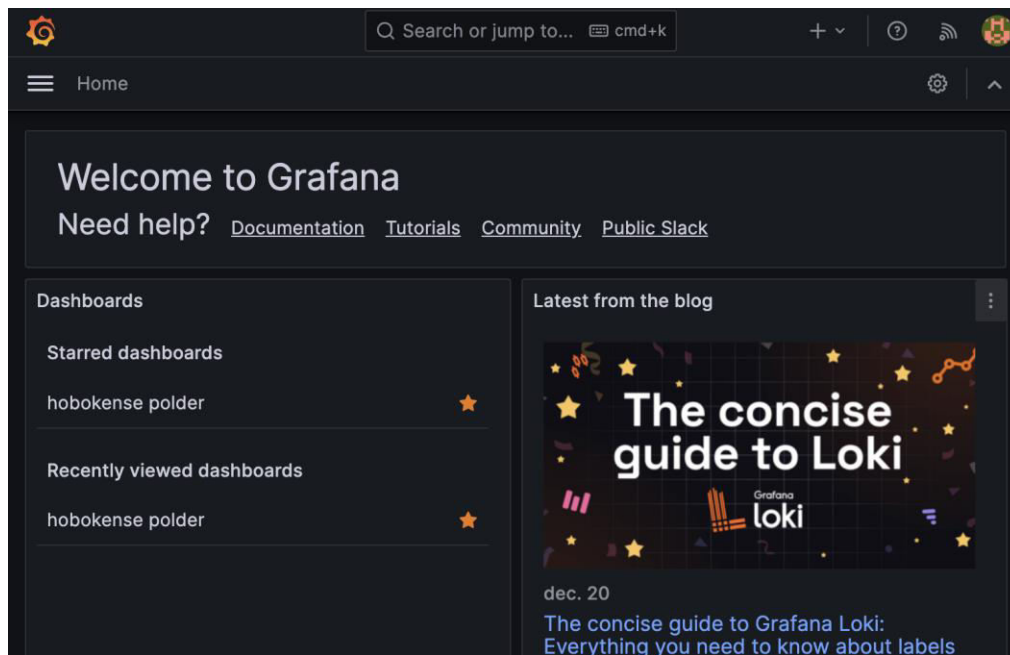 Search or jump to... cmd+k
Home
Welcome to Grafana
Need help? Documentation Tutorials Community Public Slack
Dashboards
Starred dashboards
hobokense polder
Recently viewed dashboards
hobokense polder
Latest from the blog
The concise
guide to Loki
Grafana
loki
dec. 20
The concise guide to Grafana Loki:
Everything you need to know about labels